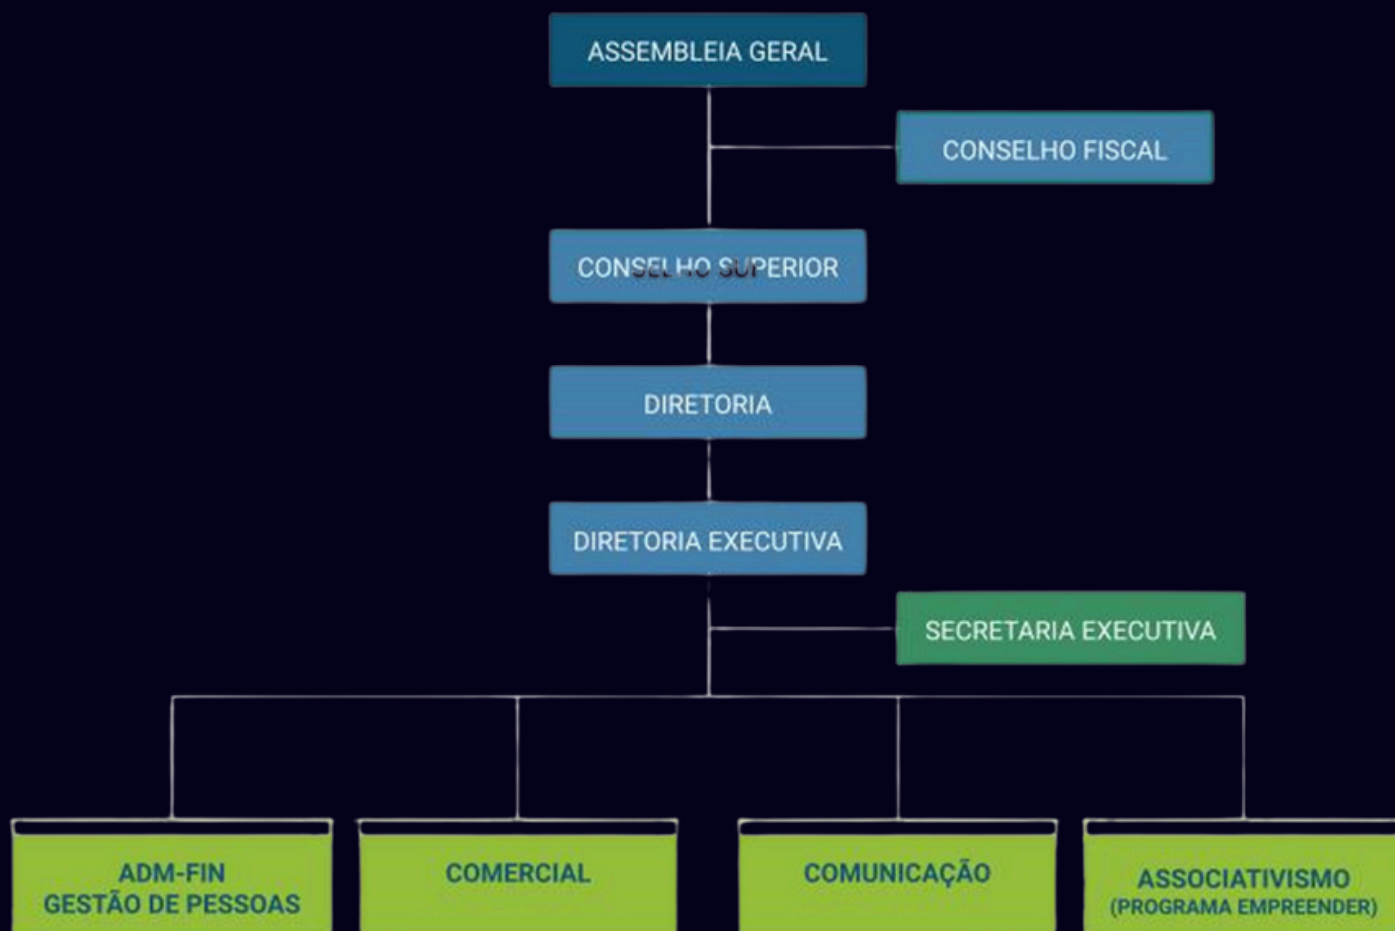 ASSEMBLEIA GERAL
CONSELHO FISCAL
CONSELHO SUPERIOR
DIRETORIA
DIRETORIA EXECUTIVA
SECRETARIA EXECUTIVA
ADM-FIN
GESTÃO DE PESSOAS
COMERCIAL
COMUNICAÇÃO
ASSOCIATIVISMO
(PROGRAMA EMPREENDER)